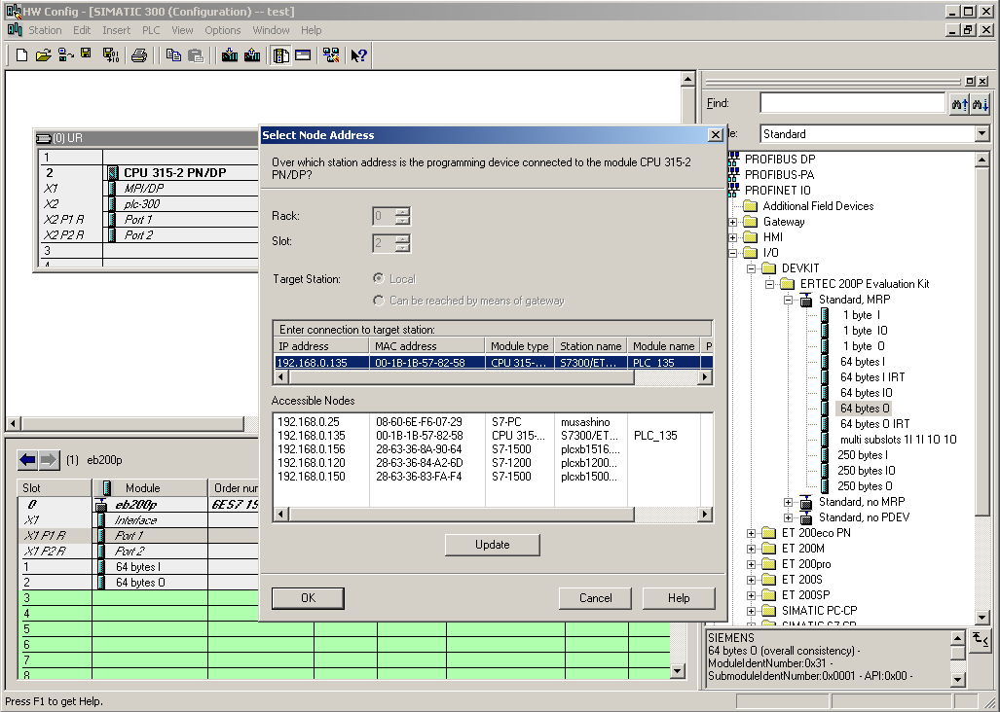 HW Config - [SIMATIC 300 (Configuration) -- test]
Station Edit Insert PLC View Options Window Help
(0) UR
1
2 CPU 315-2 PN/DP
X1 MPI/DP
X2 plc-300
X2 P1 R Port 1
X2 P2 R Port 2
3
4
Select Node Address
Over which station address is the programming device connected to the module CPU 315-2
PN/DP?
Rack: 0
Slot: 2
Target Station: Local
Can be reached by means of gateway
Enter connection to target station:
IP address MAC address Module type Station name Module name P
192.168.0.135 00-1B-1B-57-82-58 CPU 315-... S7300/ET... PLC_135
Accessible Nodes
192.168.0.25 08-60-6E-F6-07-29 S7-PC musashino
192.168.0.135 00-1B-1B-57-82-58 CPU 315-... S7300/ET... PLC_135
192.168.0.156 28-63-36-8A-90-64 S7-1500 plcxb1516....
192.168.0.120 28-63-36-84-A2-6D S7-1200 plcxb1200...
192.168.0.150 28-63-36-83-FA-F4 S7-1500 plcxb1500...
Update
OK Cancel Help
Find:
Standard
PROFIBUS DP
PROFIBUS-PA
PROFINET IO
Additional Field Devices
Gateway
HMI
I/O
DEVKIT
ERTEC 200P Evaluation Kit
Standard, MRP
1 byte I
1 byte IO
1 byte O
64 bytes I
64 bytes I IRT
64 bytes IO
64 bytes O
64 bytes O IRT
multi subslots 1I 1I 1O 1O
250 bytes I
250 bytes IO
250 bytes O
Standard, no MRP
Standard, no PDEV
ET 200eco PN
ET 200M
ET 200pro
ET 200S
ET 200SP
SIMATIC PC-CP
SIEMENS
64 bytes O (overall consistency) -
ModuleIdentNumber:0x31 -
SubmoduleIdentNumber:0x0001 - API:0x00 -
(1) eb200p
Slot Module Order num
0 eb200p 6ES7 19
X1 Interface
X1 P1 R Port 1
X1 P2 R Port 2
1 64 bytes I
2 64 bytes O
3
4
5
6
7
8
Press F1 to get Help.